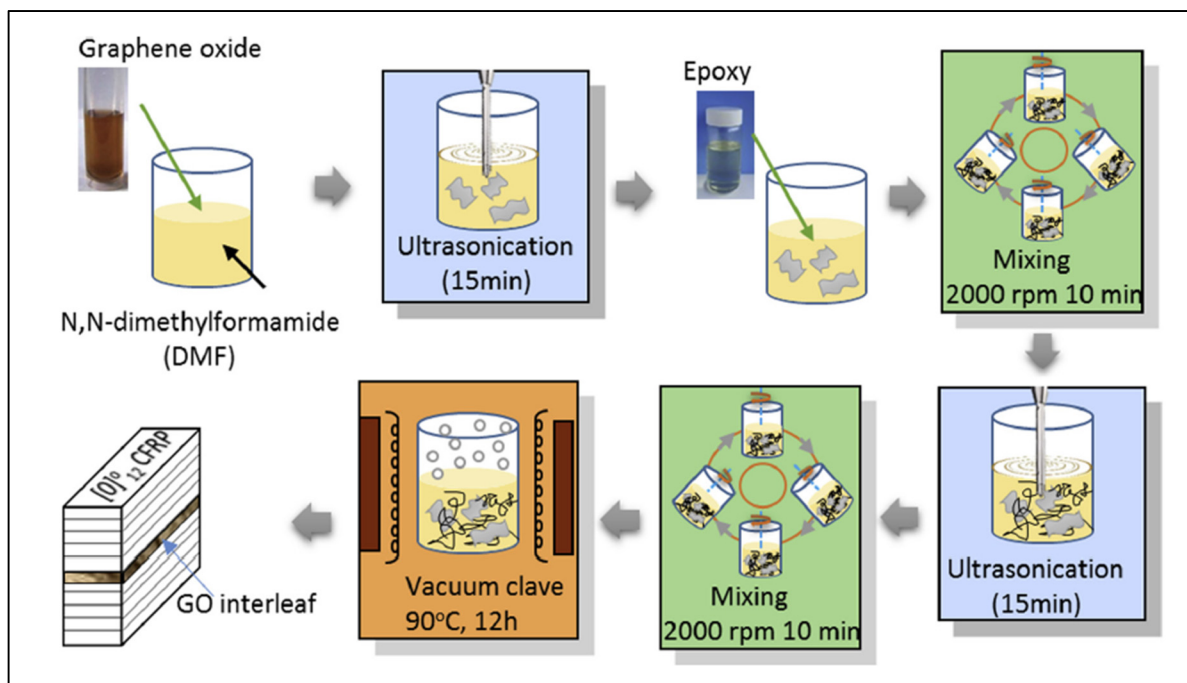 Graphene oxide
N,N-dimethylformamide
(DMF)
Ultrasonication
(15min)
Epoxy
Mixing
2000 rpm 10 min
Ultrasonication
(15min)
Mixing
2000 rpm 10 min
Vacuum clave
90°C, 12h
[0]⁰₁₂ CFRP
GO interleaf